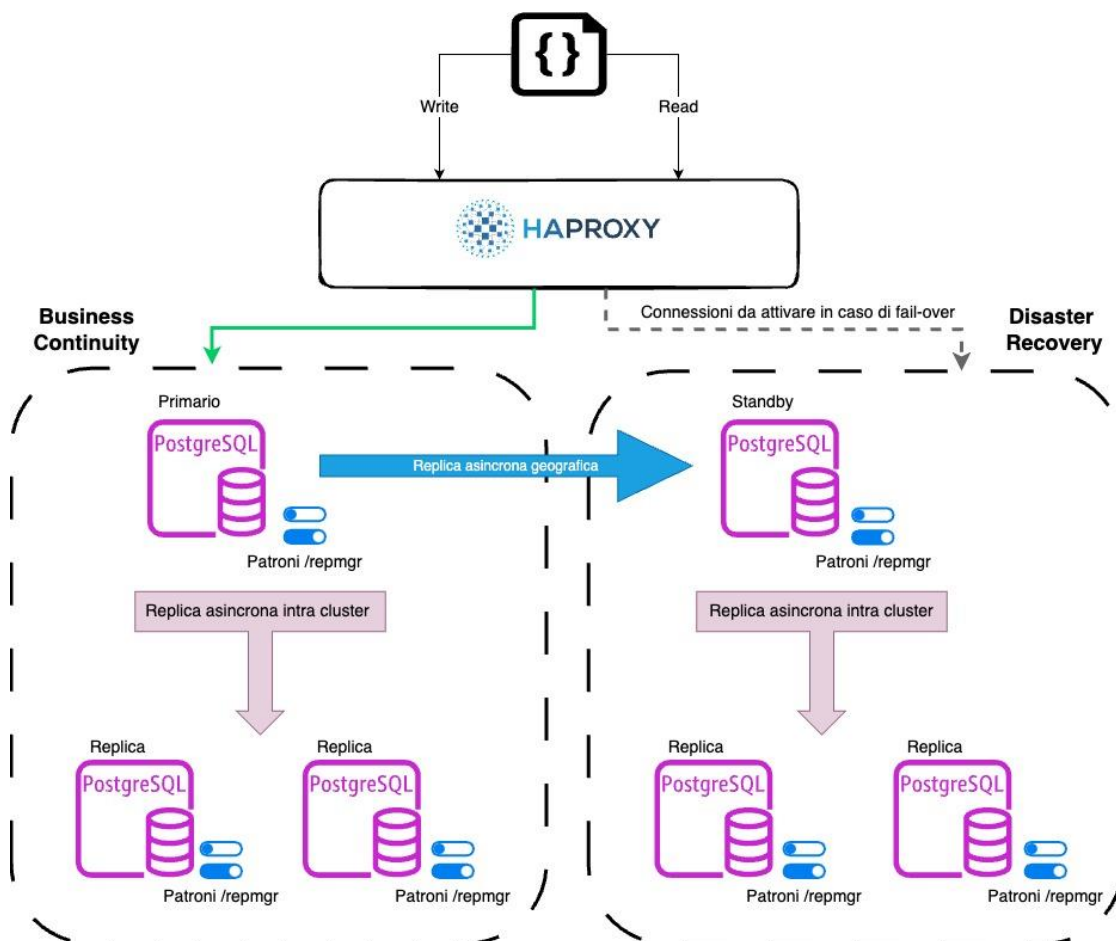 {}
Write
Read
HAPROXY
Business
Continuity
Connessioni da attivare in caso di fail-over
Disaster
Recovery
Primario
PostgreSQL
Patroni /repmgr
Replica asincrona geografica
Standby
PostgreSQL
Patroni /repmgr
Replica asincrona intra cluster
Replica asincrona intra cluster
Replica
PostgreSQL
Patroni /repmgr
Replica
PostgreSQL
Patroni /repmgr
Replica
PostgreSQL
Patroni /repmgr
Replica
PostgreSQL
Patroni /repmgr